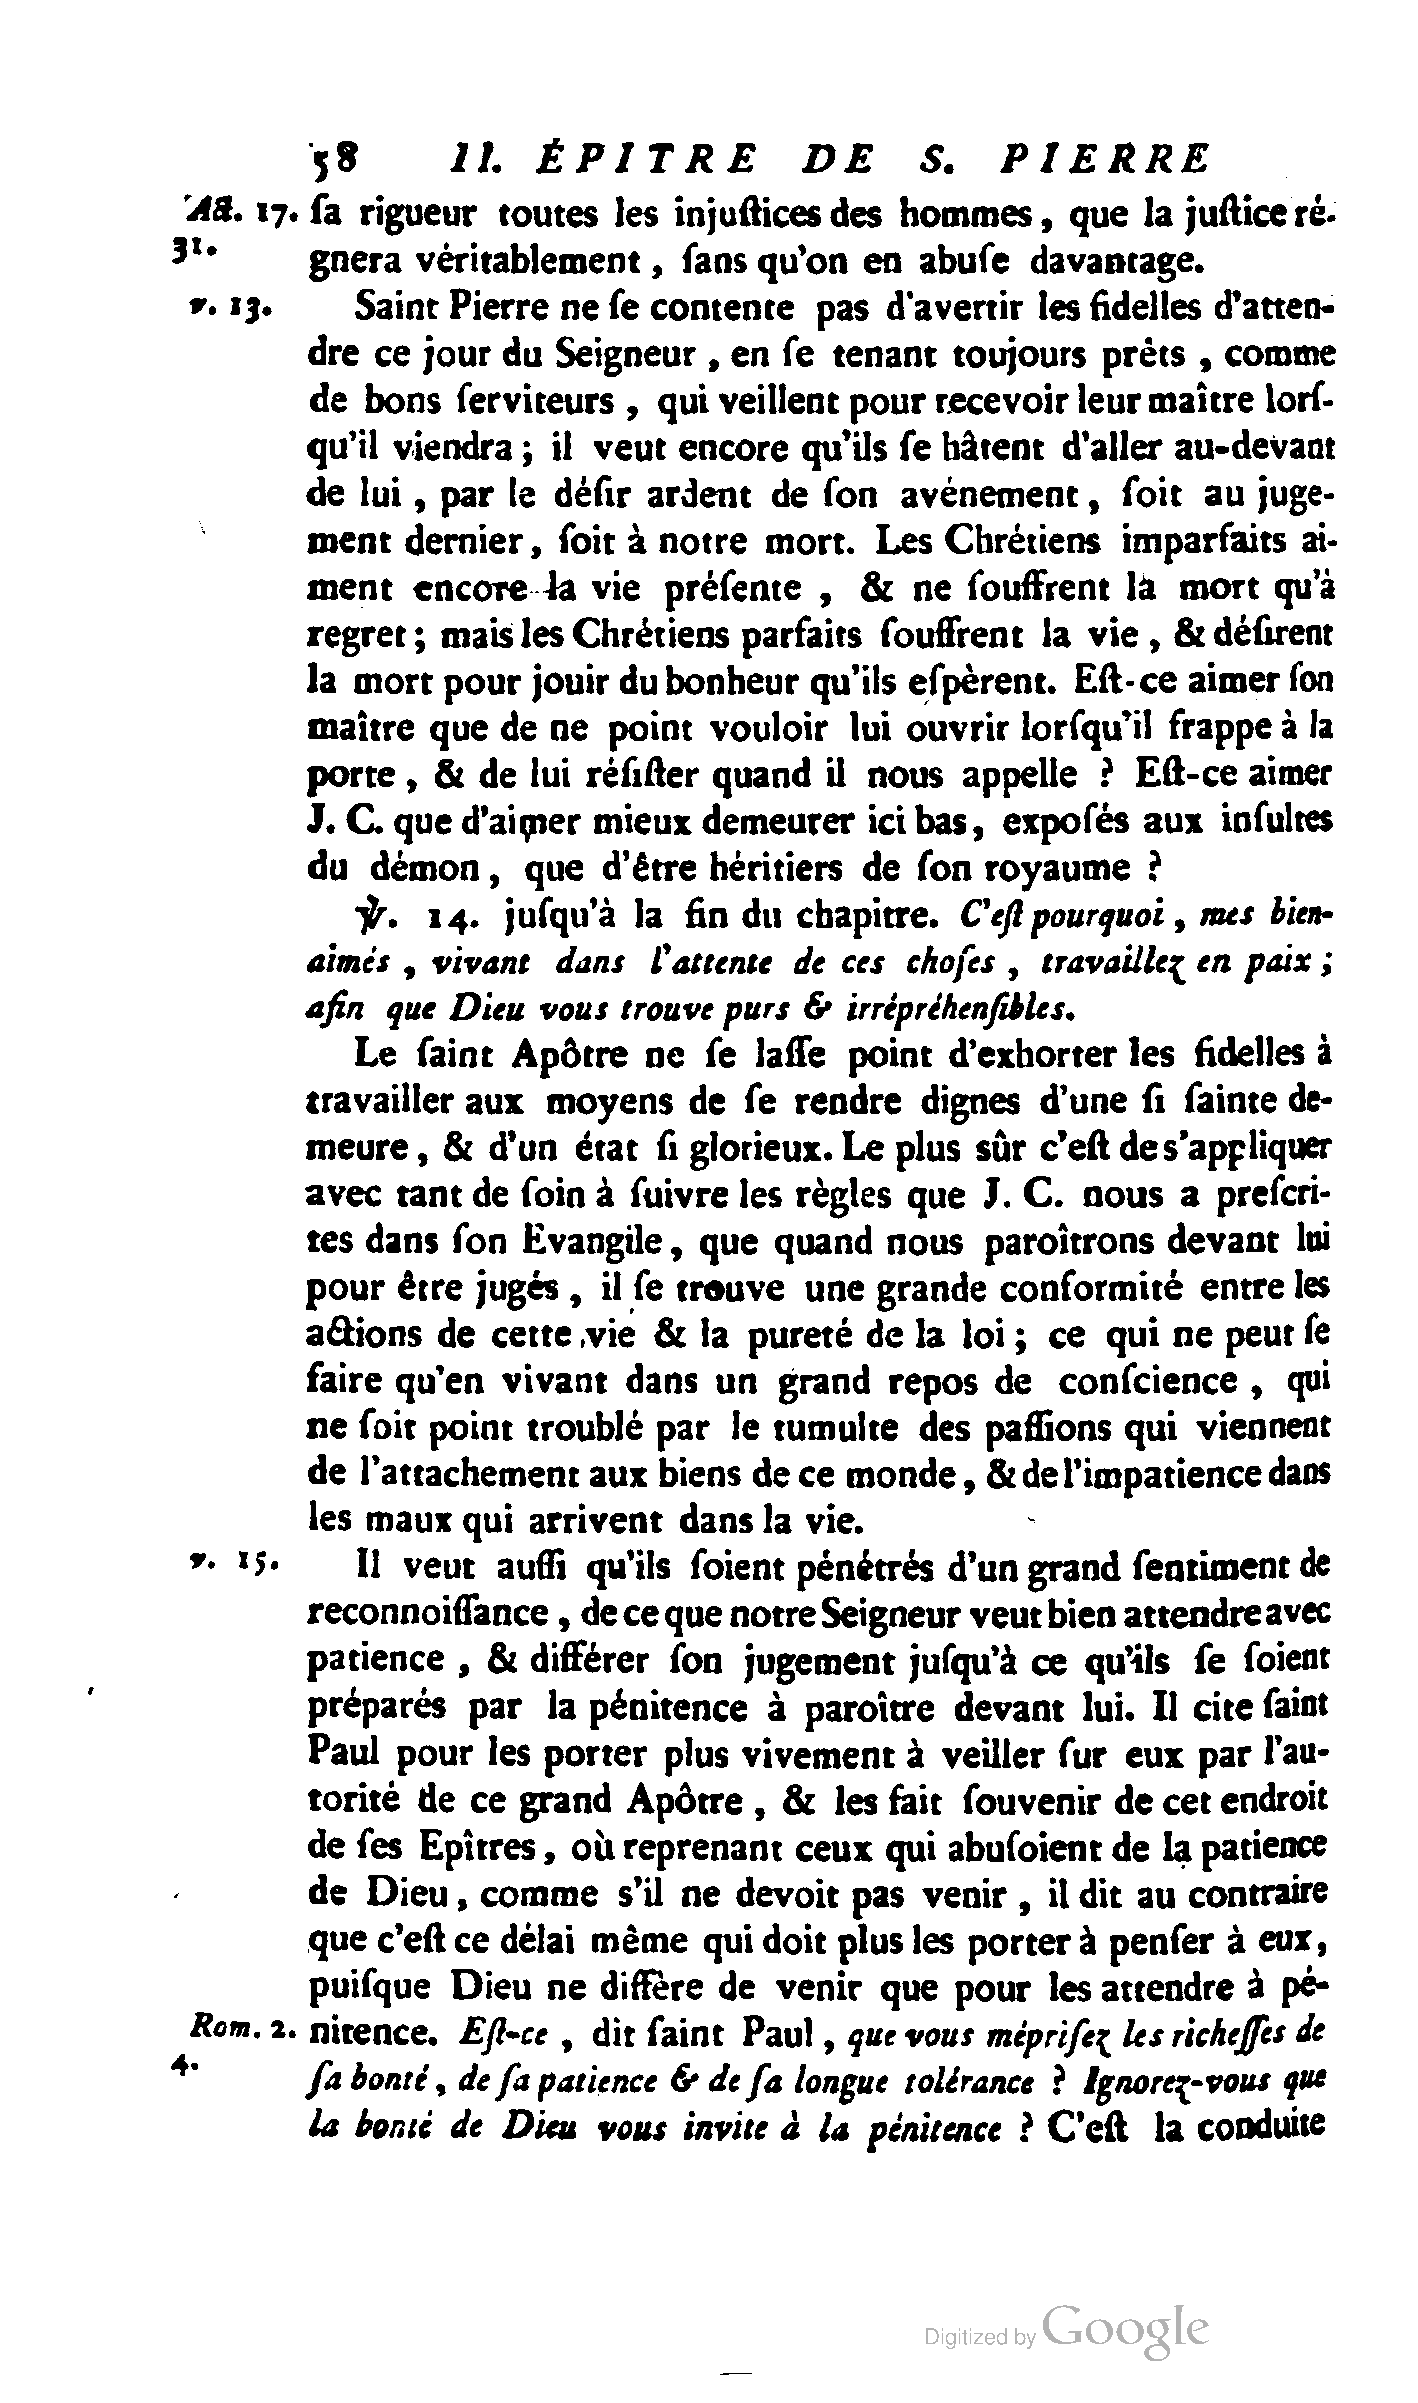 58 II. ÉPITRE DE S. PIERRE
Act. 17. ſa rigueur toutes les injuſtices des hommes, que la juſtice ré-
31. gnera véritablement, ſans qu'on en abuſe davantage.
v. 13. Saint Pierre ne ſe contente pas d'avertir les fidelles d'atten-
dre ce jour du Seigneur, en ſe tenant toujours prêts, comme
de bons ſerviteurs, qui veillent pour recevoir leur maître lorſ-
qu'il viendra; il veut encore qu'ils ſe hâtent d'aller au-devant
de lui, par le déſir ardent de ſon avénement, ſoit au juge-
ment dernier, ſoit à notre mort. Les Chrétiens imparfaits ai-
ment encore la vie préſente, & ne ſouffrent la mort qu'à
regret; mais les Chrétiens parfaits ſouffrent la vie, & déſirent
la mort pour jouir du bonheur qu'ils eſpèrent. Eſt-ce aimer ſon
maître que de ne point vouloir lui ouvrir lorſqu'il frappe à la
porte, & de lui réſiſter quand il nous appelle ? Eſt-ce aimer
J. C. que d'aimer mieux demeurer ici bas, expoſés aux inſultes
du démon, que d'être héritiers de ſon royaume ?
℣. 14. juſqu'à la fin du chapitre. C'eſt pourquoi, mes bien-
aimés, vivant dans l'attente de ces choſes, travaillez en paix;
afin que Dieu vous trouve purs & irrépréhenſibles.
Le ſaint Apôtre ne ſe laſſe point d'exhorter les fidelles à
travailler aux moyens de ſe rendre dignes d'une ſi ſainte de-
meure, & d'un état ſi glorieux. Le plus sûr c'eſt de s'appliquer
avec tant de ſoin à ſuivre les règles que J. C. nous a preſcri-
tes dans ſon Evangile, que quand nous paroîtrons devant lui
pour être jugés, il ſe trouve une grande conformité entre les
actions de cette vie & la pureté de la loi; ce qui ne peut ſe
faire qu'en vivant dans un grand repos de conſcience, qui
ne ſoit point troublé par le tumulte des paſſions qui viennent
de l'attachement aux biens de ce monde, & de l'impatience dans
les maux qui arrivent dans la vie.
v. 15. Il veut auſſi qu'ils ſoient pénétrés d'un grand ſentiment de
reconnoiſſance, de ce que notre Seigneur veut bien attendre avec
patience, & différer ſon jugement juſqu'à ce qu'ils ſe ſoient
préparés par la pénitence à paroître devant lui. Il cite ſaint
Paul pour les porter plus vivement à veiller ſur eux par l'au-
torité de ce grand Apôtre, & les fait ſouvenir de cet endroit
de ſes Epîtres, où reprenant ceux qui abuſoient de la patience
de Dieu, comme s'il ne devoit pas venir, il dit au contraire
que c'eſt ce délai même qui doit plus les porter à penſer à eux,
puiſque Dieu ne diffère de venir que pour les attendre à pé-
Rom. 2. nitence. Eſt-ce, dit ſaint Paul, que vous mépriſez les richeſſes de
4. ſa bonté, de ſa patience & de ſa longue tolérance ? Ignorez-vous que
la bonté de Dieu vous invite à la pénitence ? C'eſt la conduite
Digitized by Google